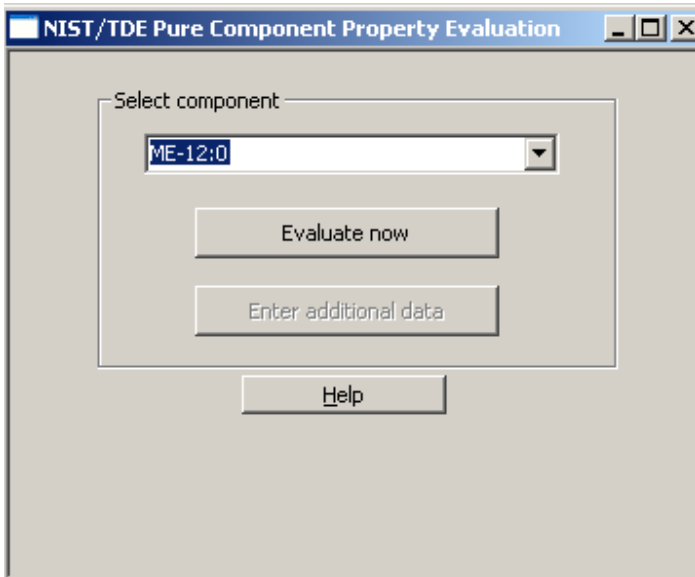 NIST/TDE Pure Component Property Evaluation
Select component
ME-12:0
Evaluate now
Enter additional data
Help